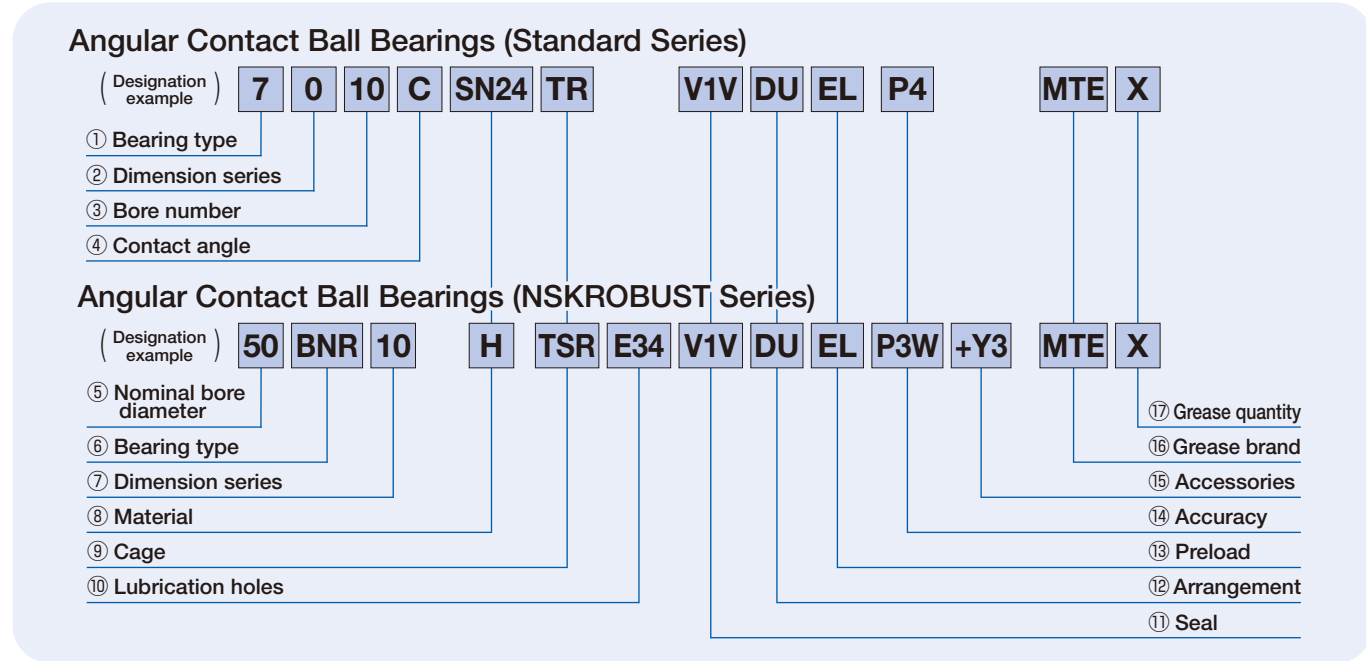 Angular Contact Ball Bearings (Standard Series)
(Designation example) 7 0 10 C SN24 TR V1V DU EL P4 MTE X
① Bearing type
② Dimension series
③ Bore number
④ Contact angle
Angular Contact Ball Bearings (NSKROBUST Series)
(Designation example) 50 BNR 10 H TSR E34 V1V DU EL P3W +Y3 MTE X
⑤ Nominal bore
diameter
⑥ Bearing type
⑦ Dimension series
⑧ Material
⑨ Cage
⑩ Lubrication holes
⑰ Grease quantity
⑯ Grease brand
⑮ Accessories
⑭ Accuracy
⑬ Preload
⑫ Arrangement
⑪ Seal